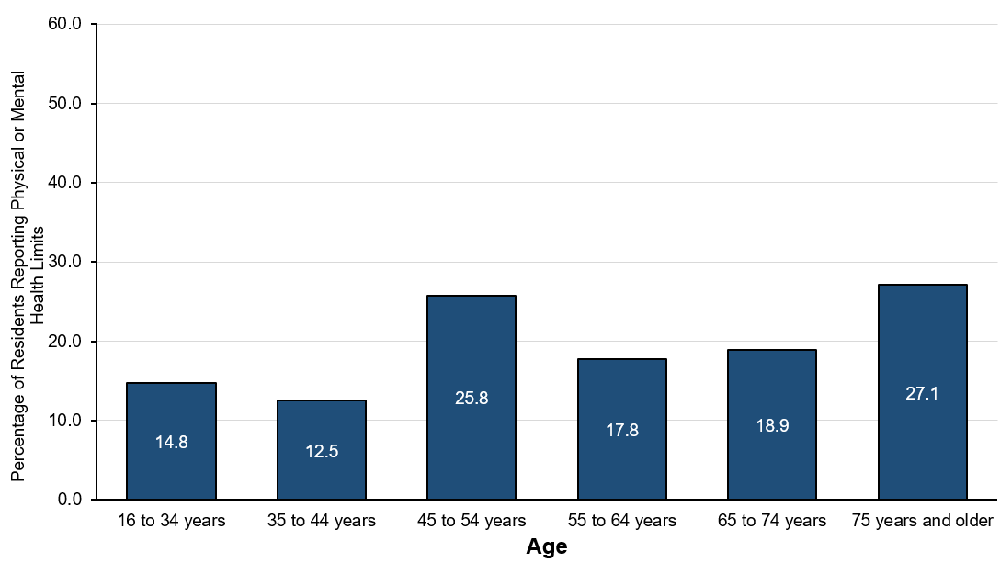 Percentage of Residents Reporting Physical or Mental
Health Limits
60.0
50.0
40.0
30.0
20.0
10.0
0.0
14.8
12.5
25.8
17.8
18.9
27.1
16 to 34 years
35 to 44 years
45 to 54 years
55 to 64 years
65 to 74 years
75 years and older
Age